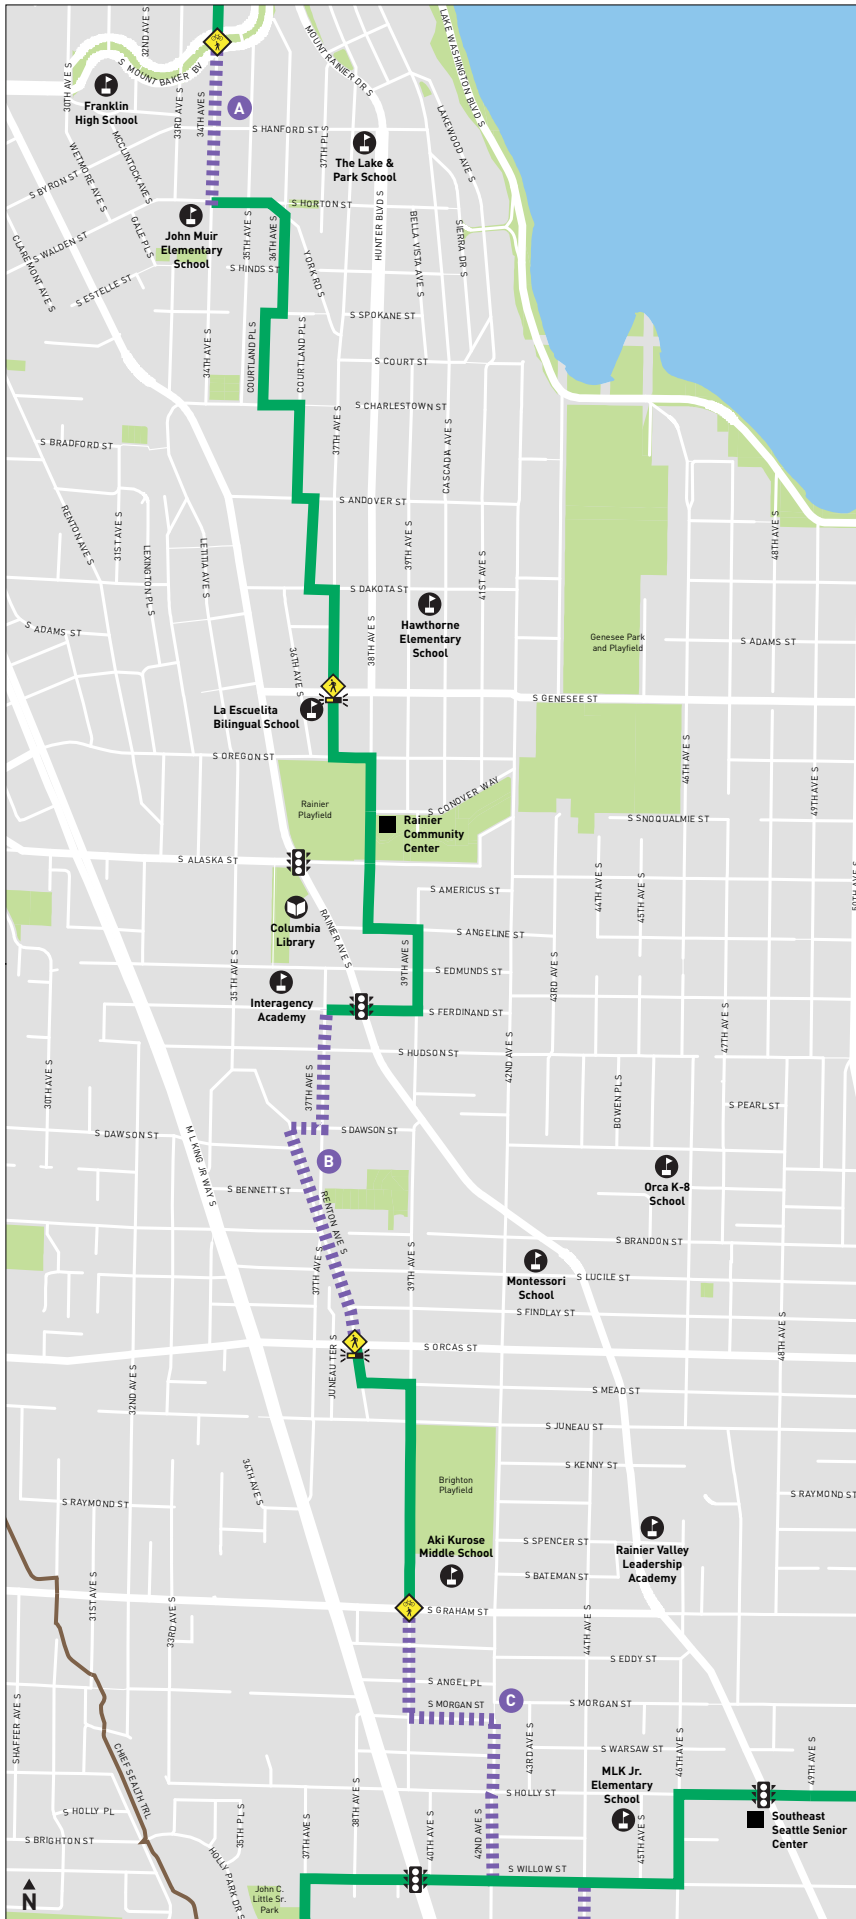 32ND AVE S
30TH AVE S
S MOUNT BAKER BV
MOUNT RAINIER DR S
LAKE WASHINGTON BLVD S
Franklin
High School
33RD AVE S
34TH AVE S
A
S HANFORD ST
37TH PL S
LAKEWOOD AVE S
The Lake &
Park School
MCCLINTOCK AVE S
WETMORE AVE S
S BYRON ST
S HORTON ST
John Muir
Elementary
School
GALE PL S
35TH AVE S
36TH AVE S
HUNTER BLVD S
BELLA VISTA AVE S
SIERRA DR S
CLAREMONT AVE S
S WALDEN ST
S HINDS ST
YORK RD S
S ESTELLE ST
S SPOKANE ST
34TH AVE S
COURTLAND PL S
COURTLAND PL S
S COURT ST
S CHARLESTOWN ST
37TH AVE S
CASCADIA AVE S
S BRADFORD ST
S ANDOVER ST
RENTON AVE S
31ST AVE S
LEXINGTON PL S
LETITIA AVE S
39TH AVE S
41ST AVE S
48TH AVE S
S DAKOTA ST
Hawthorne
Elementary
School
S ADAMS ST
36TH AVE S
38TH AVE S
Genesee Park
and Playfield
S ADAMS ST
S GENESEE ST
La Escuelita
Bilingual School
S OREGON ST
46TH AVE S
49TH AVE S
Rainier
Playfield
S CONOVER WAY
Rainier
Community
Center
S SNOQUALMIE ST
S ALASKA ST
S AMERICUS ST
44TH AVE S
45TH AVE S
50TH AVE S
Columbia
Library
RAINIER AVE S
S ANGELINE ST
35TH AVE S
39TH AVE S
S EDMUNDS ST
43RD AVE S
Interagency
Academy
S FERDINAND ST
42ND AVE S
47TH AVE S
S HUDSON ST
30TH AVE S
37TH AVE S
BOWEN PL S
S PEARL ST
S DAWSON ST
M L KING JR WAY S
S DAWSON ST
B
Orca K-8
School
S BENNETT ST
RENTON AVE S
S BRANDON ST
37TH AVE S
39TH AVE S
Montessori
School
S LUCILE ST
S FINDLAY ST
48TH AVE S
S ORCAS ST
32ND AVE S
JUNEAU TER S
S MEAD ST
S JUNEAU ST
36TH AVE S
S KENNY ST
Brighton
Playfield
S RAYMOND ST
S RAYMOND ST
Aki Kurose
Middle School
S SPENCER ST
Rainier Valley
Leadership
Academy
S BATEMAN ST
31ST AVE S
33RD AVE S
S GRAHAM ST
44TH AVE S
S EDDY ST
S ANGEL PL
SHAFFER AVE S
S MORGAN ST
C
S MORGAN ST
CHIEF SEALTH TRL
43RD AVE S
46TH AVE S
S WARSAW ST
49TH AVE S
MLK Jr.
Elementary
School
38TH AVE S
S HOLLY ST
S HOLLY PL
35TH PL S
37TH AVE S
40TH AVE S
42ND AVE S
45TH AVE S
Southeast
Seattle Senior
Center
S BRIGHTON ST
HOLLY PARK DR S
S WILLOW ST
John C.
Little Sr.
Park
N